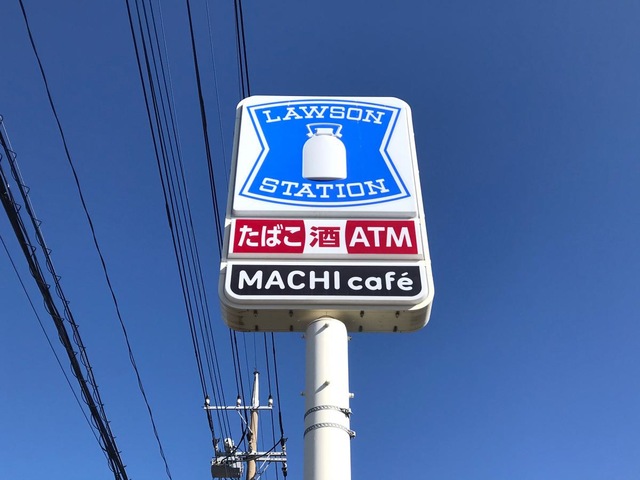 LAWSON
STATION
たばこ 酒 ATM
MACHI café